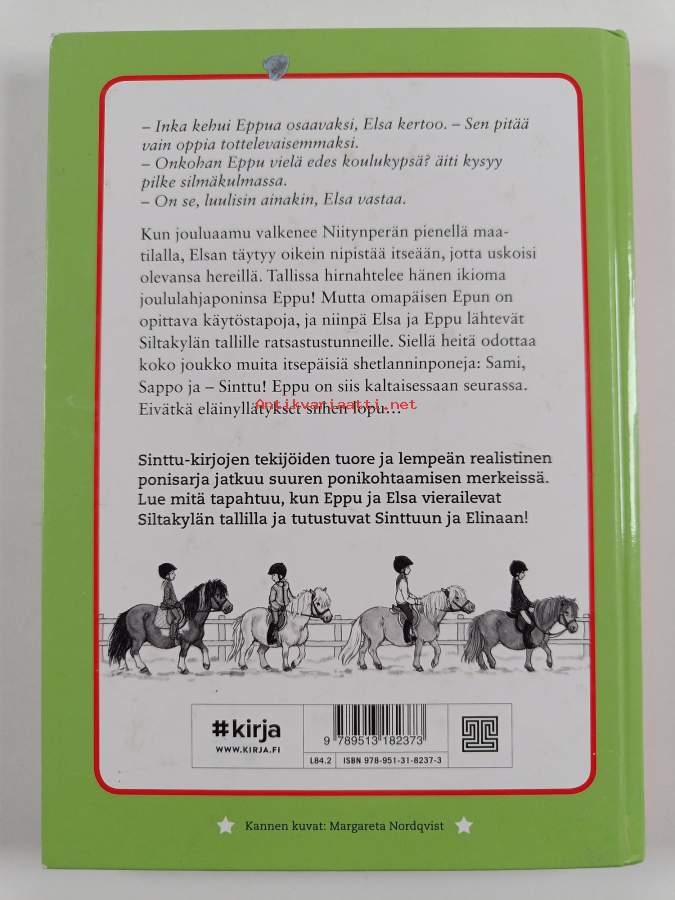 – Inka kehui Eppua osaavaksi, Elsa kertoo. – Sen pitää
vain oppia tottelevaisemmaksi.
– Onkohan Eppu vielä edes koulukypsä? äiti kysyy
pilke silmäkulmassa.
– On se, luulisin ainakin, Elsa vastaa.
Kun jouluaamu valkenee Niitynperän pienellä maa-
tilalla, Elsan täytyy oikein nipistää itseään, jotta uskoisi
olevansa hereillä. Tallissa hirnahtelee hänen ikioma
joululahjaponinsa Eppu! Mutta omapäisen Epun on
opittava käytöstapoja, ja niinpä Elsa ja Eppu lähtevät
Siltakylän tallille ratsastustunneille. Siellä heitä odottaa
koko joukko muita itsepäisiä shetlanninponeja: Sami,
Sappo ja – Sinttu! Eppu on siis kaltaisessaan seurassa.
Eivätkä eläinyllätykset siihen lopu…
Antikvariaatti.net
Sinttu-kirjojen tekijöiden tuore ja lempeän realistinen
ponisarja jatkuu suuren ponikohtaamisen merkeissä.
Lue mitä tapahtuu, kun Eppu ja Elsa vierailevat
Siltakylän tallilla ja tutustuvat Sinttuun ja Elinaan!
#kirja
WWW.KIRJA.FI
9 789513 182373
L84.2 ISBN 978-951-31-8237-3
Kannen kuvat: Margareta Nordqvist